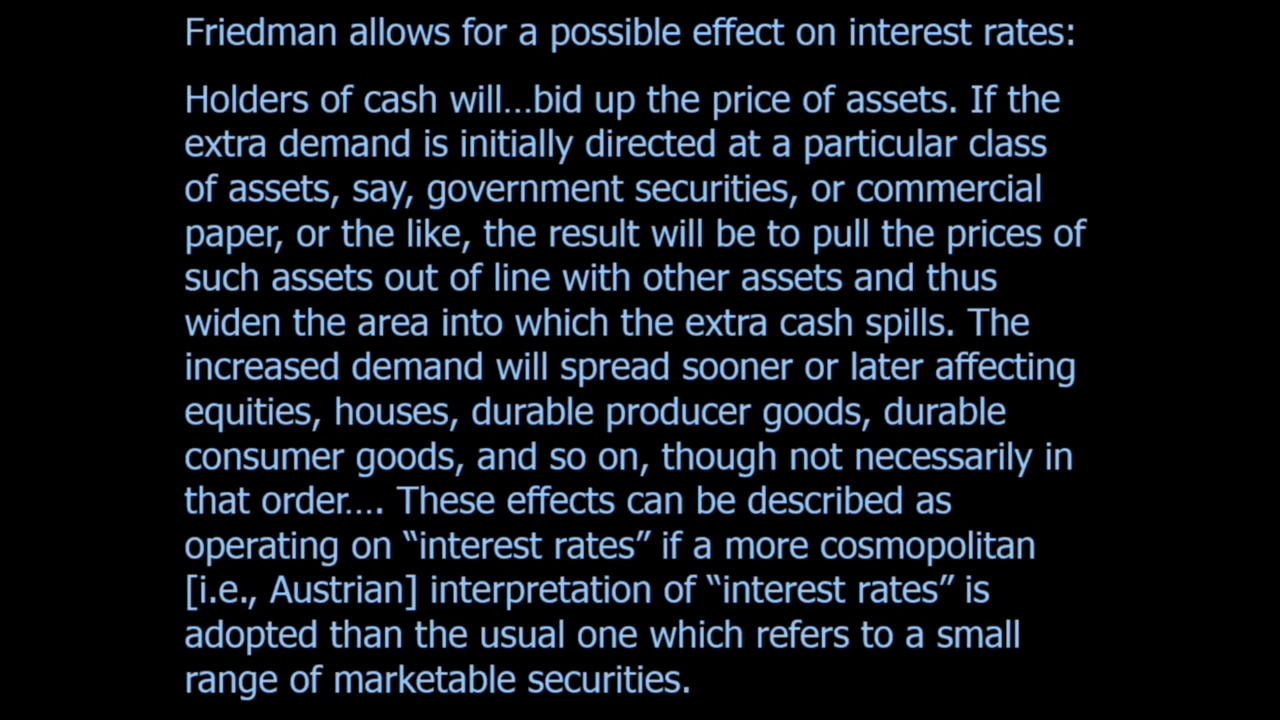 Friedman allows for a possible effect on interest rates:
Holders of cash will…bid up the price of assets. If the
extra demand is initially directed at a particular class
of assets, say, government securities, or commercial
paper, or the like, the result will be to pull the prices of
such assets out of line with other assets and thus
widen the area into which the extra cash spills. The
increased demand will spread sooner or later affecting
equities, houses, durable producer goods, durable
consumer goods, and so on, though not necessarily in
that order…. These effects can be described as
operating on “interest rates” if a more cosmopolitan
[i.e., Austrian] interpretation of “interest rates” is
adopted than the usual one which refers to a small
range of marketable securities.